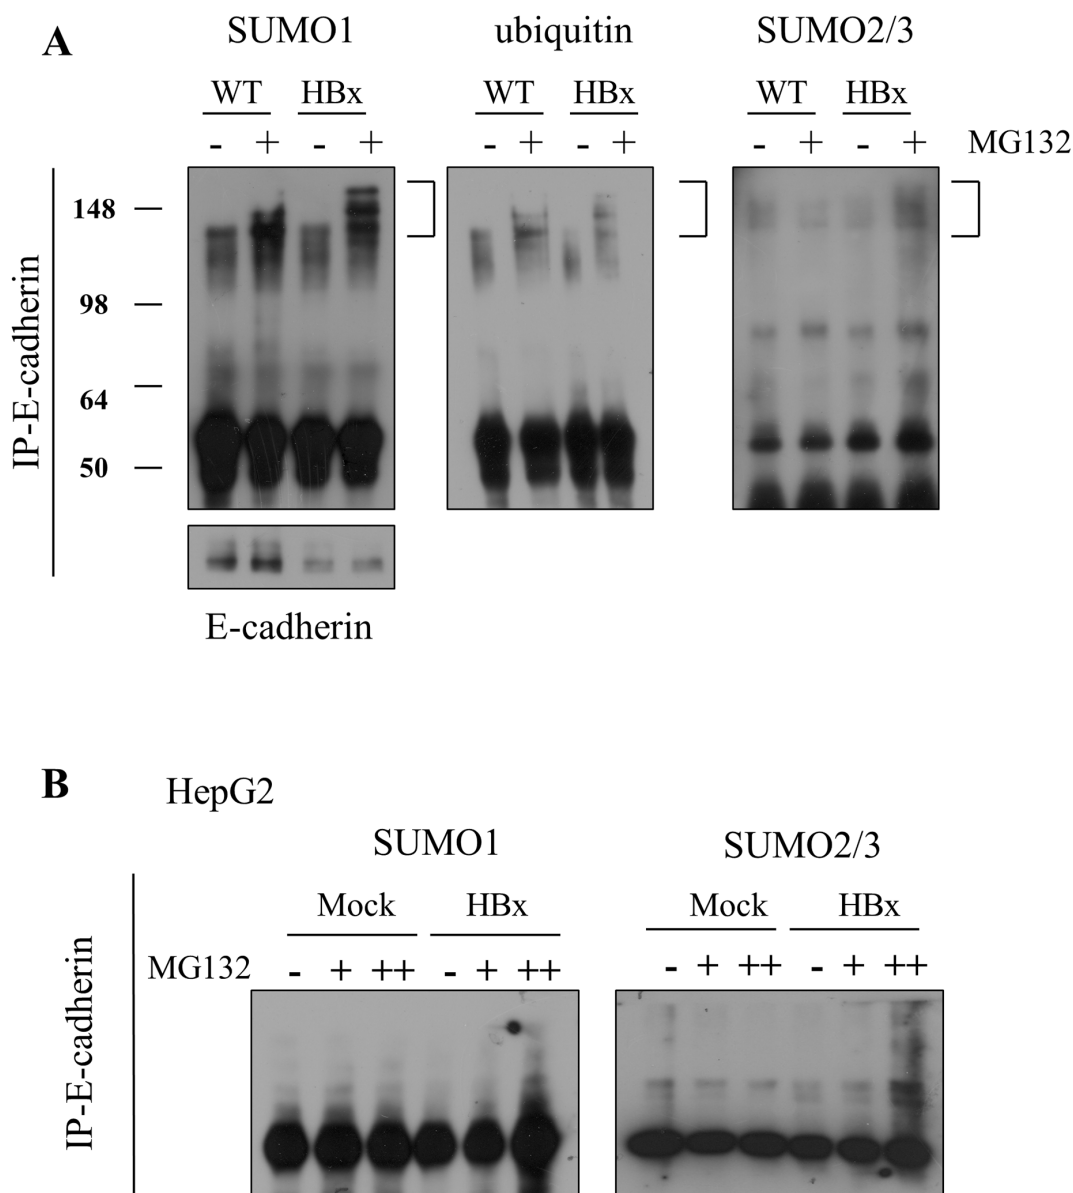 A
SUMO1 ubiquitin SUMO2/3
WT HBx WT HBx WT HBx
- + - + - + - + - + - + MG132
IP-E-cadherin
148
98
64
50
E-cadherin
B
HepG2
SUMO1 SUMO2/3
Mock HBx Mock HBx
MG132 - + ++ - + ++ - + ++ - + ++
IP-E-cadherin